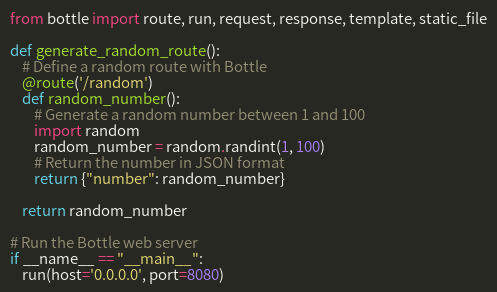 from bottle import route, run, request, response, template, static_file

def generate_random_route():
    # Define a random route with Bottle
    @route('/random')
    def random_number():
        # Generate a random number between 1 and 100
        import random
        random_number = random.randint(1, 100)
        # Return the number in JSON format
        return {"number": random_number}

    return random_number

# Run the Bottle web server
if __name__ == "__main__":
    run(host='0.0.0.0', port=8080)